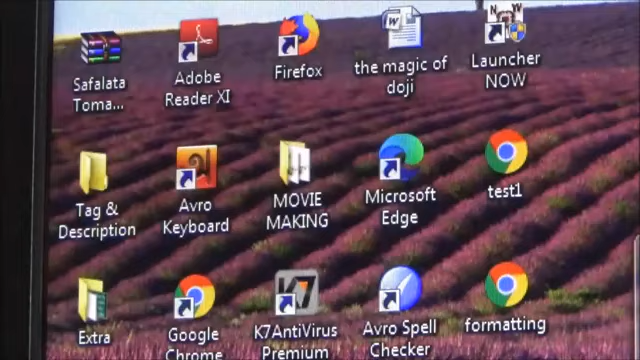 Safalata
Toma...
Adobe
Reader XI
Firefox
the magic of
doji
N W
Launcher
NOW
Tag &
Description
Avro
Keyboard
MOVIE
MAKING
Microsoft
Edge
test1
Extra
Google
Chrome
K7
K7AntiVirus
Premium
Avro Spell
Checker
formatting